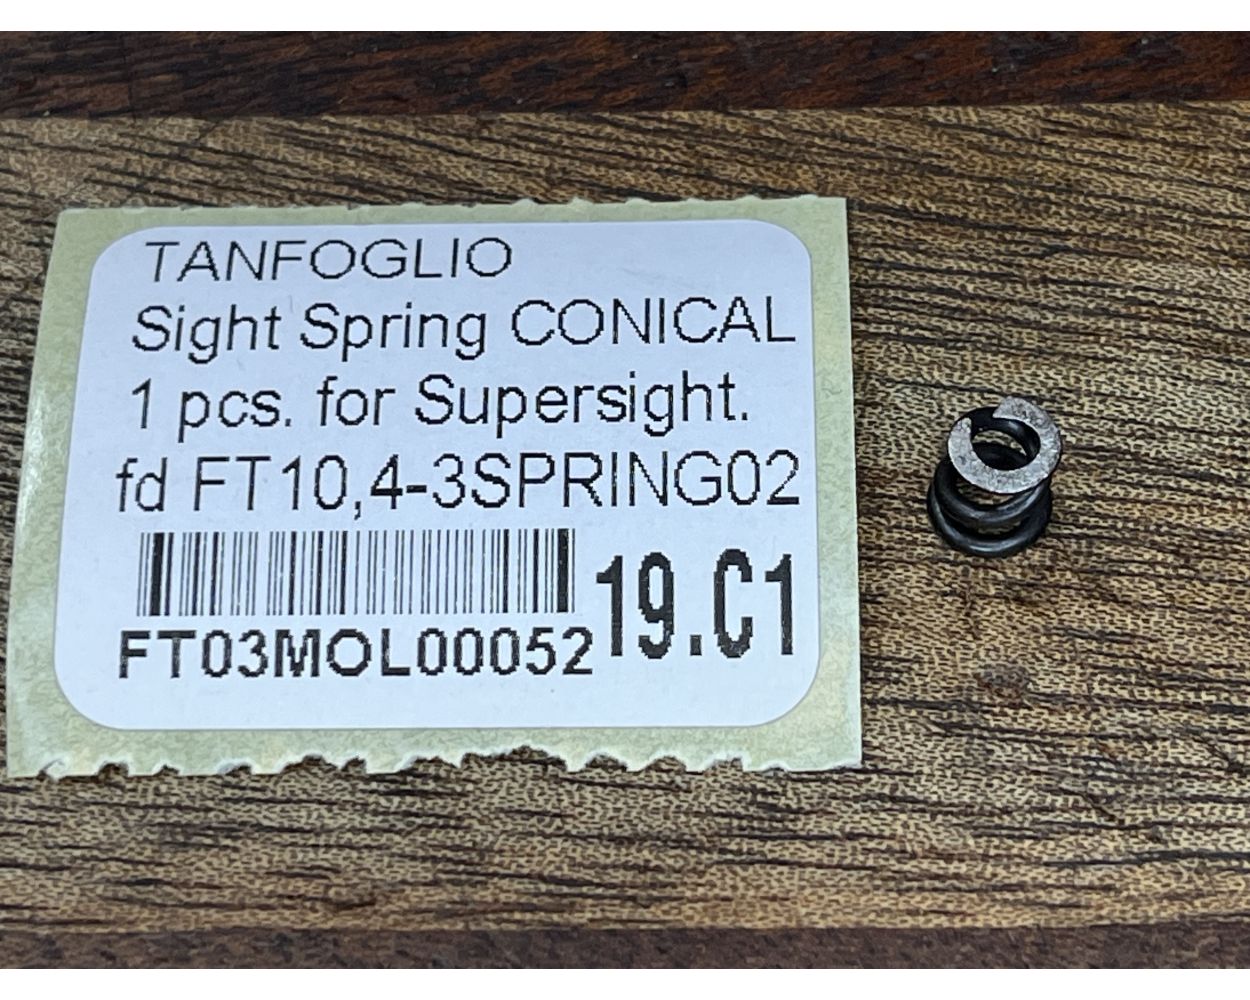 TANFOGLIO
Sight Spring CONICAL
1 pcs. for Supersight.
fd FT10,4-3SPRING02
FT03MOL00052 19.C1